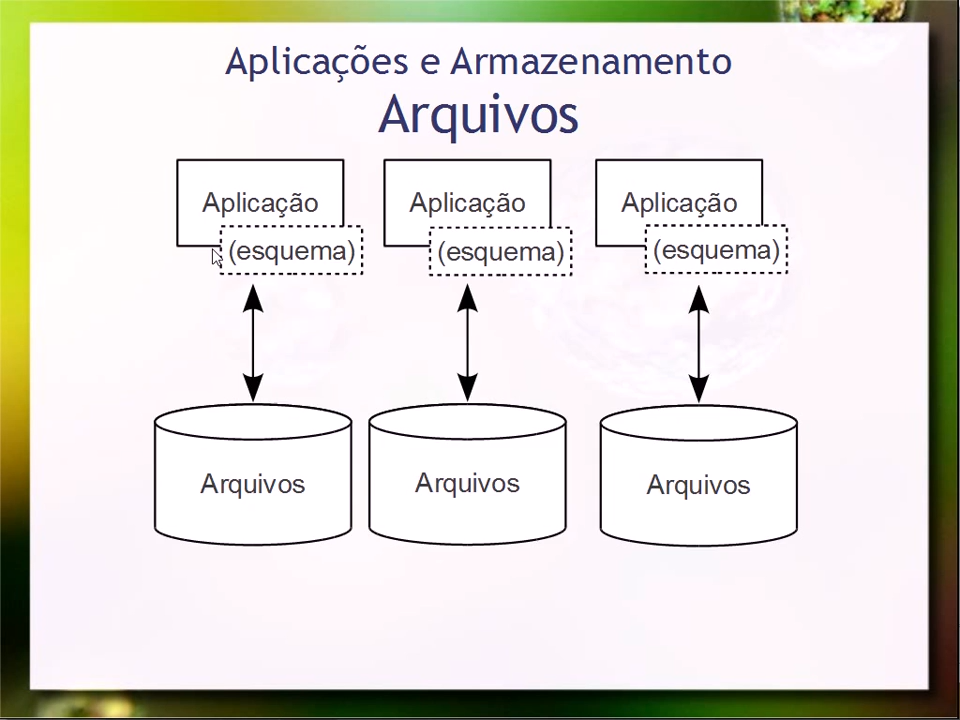 Aplicações e Armazenamento
Arquivos
Aplicação
Aplicação
Aplicação
(esquema)
(esquema)
(esquema)
Arquivos
Arquivos
Arquivos